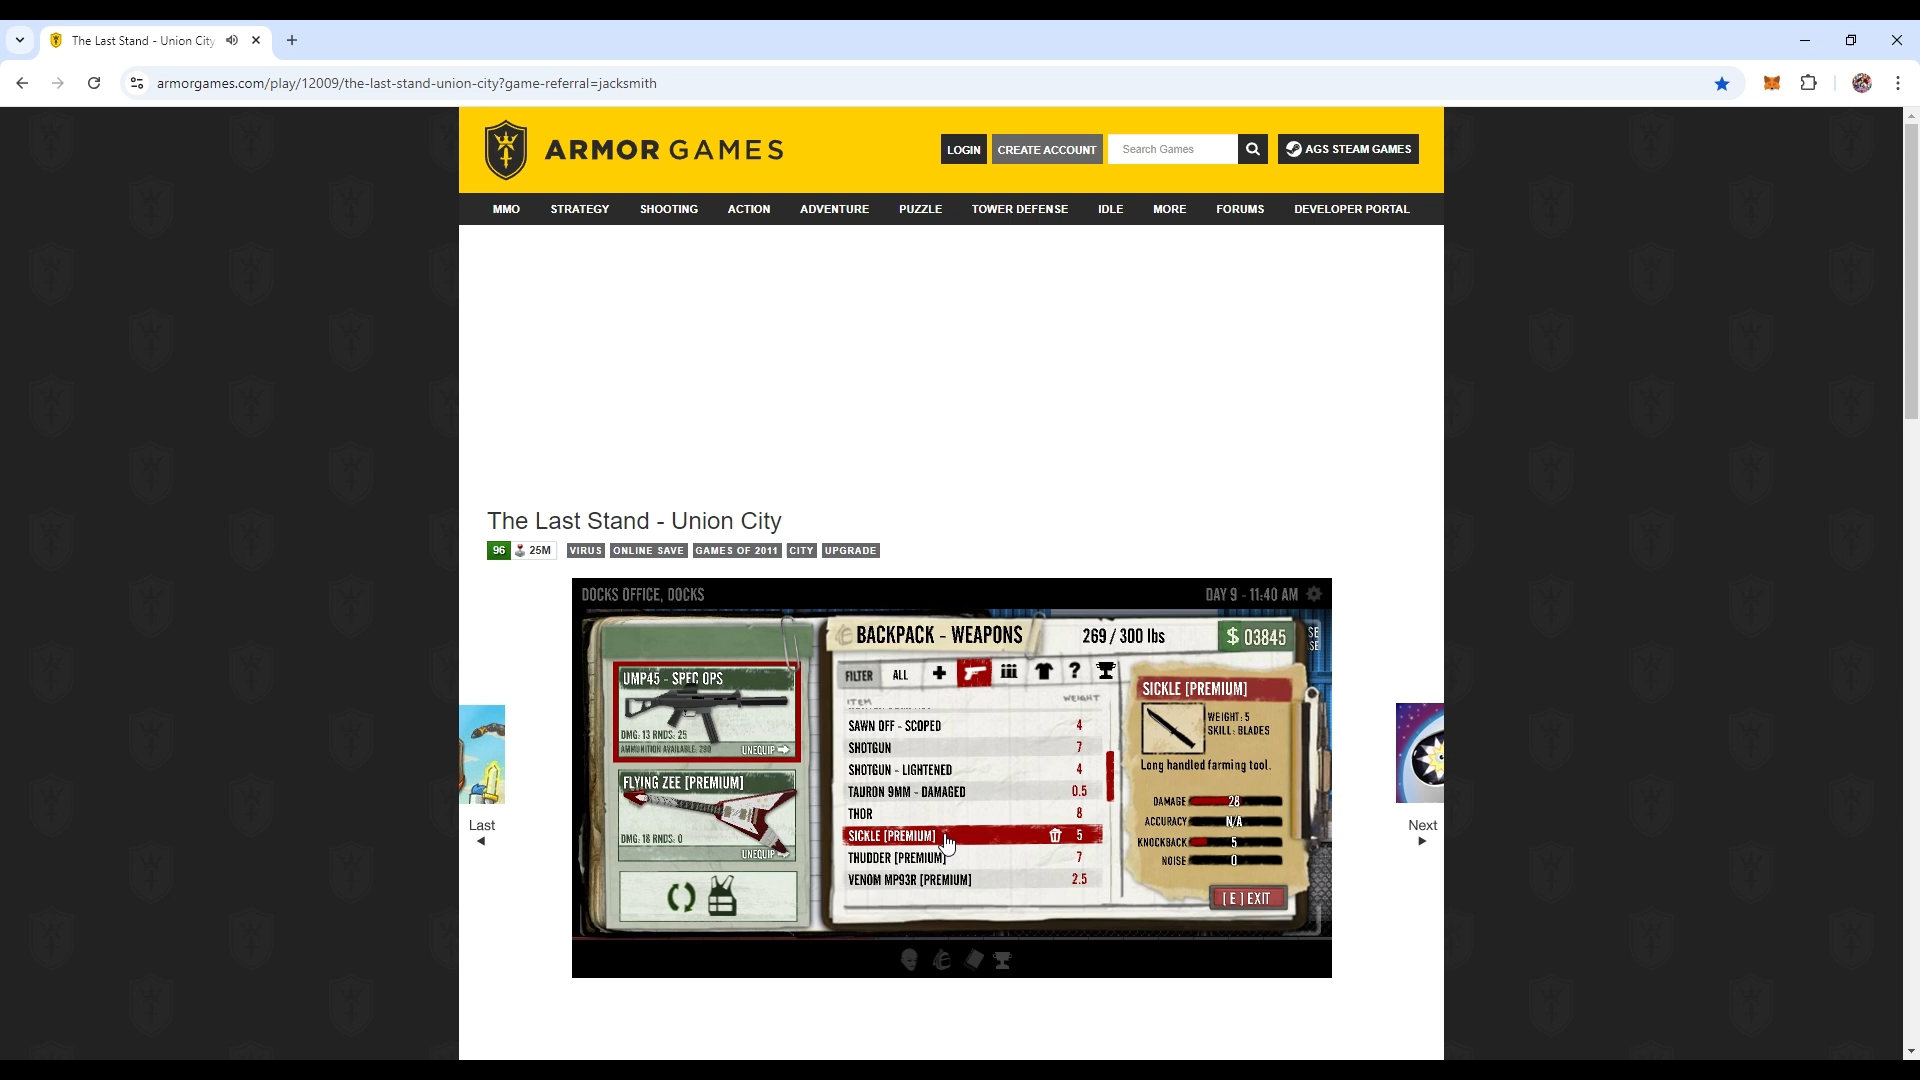 The Last Stand - Union City
armorgames.com/play/12009/the-last-stand-union-city?game-referral=jacksmith
ARMOR GAMES
LOGIN
CREATE ACCOUNT
Search Games
AGS STEAM GAMES
MMO STRATEGY SHOOTING ACTION ADVENTURE PUZZLE TOWER DEFENSE IDLE MORE FORUMS DEVELOPER PORTAL
The Last Stand - Union City
96 25M VIRUS ONLINE SAVE GAMES OF 2011 CITY UPGRADE
DOCKS OFFICE, DOCKS
DAY 9 - 11:40 AM
BACKPACK - WEAPONS
269 / 300 lbs
$ 03845
SE
SE
UMP45 - SPEC OPS
DMG: 13 RNDS: 25
AMMUNITION AVAILABLE: 290
UNEQUIP
FLYING ZEE [PREMIUM]
DMG: 18 RNDS: 0
UNEQUIP
FILTER ALL ?
ITEM WEIGHT
SAWN OFF - SCOPED 4
SHOTGUN 7
SHOTGUN - LIGHTENED 4
TAURON 9MM - DAMAGED 0.5
THOR 8
SICKLE [PREMIUM] 5
THUDDER [PREMIUM] 7
VENOM MP93R [PREMIUM] 2.5
SICKLE [PREMIUM]
WEIGHT: 5
SKILL: BLADES
Long handled farming tool.
DAMAGE 28
ACCURACY N/A
KNOCKBACK 5
NOISE 0
[ E ] EXIT
Last
Next